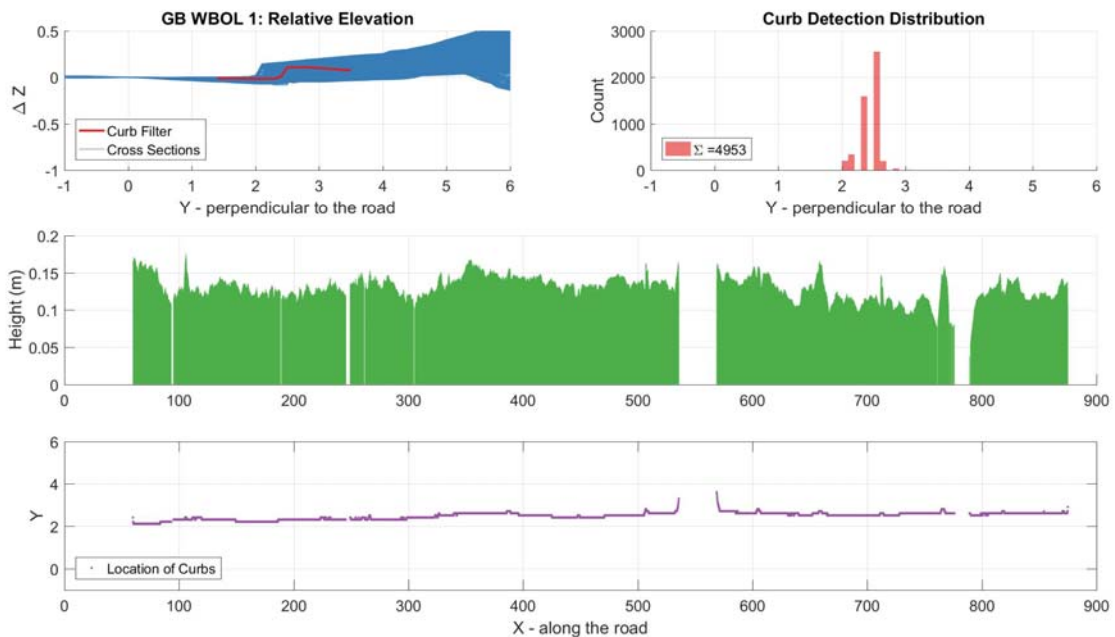 GB WBOL 1: Relative Elevation
0.5
0
-0.5
-1
Δ Z
Curb Filter
Cross Sections
-1 0 1 2 3 4 5 6
Y - perpendicular to the road
Curb Detection Distribution
3000
2000
1000
0
Count
Σ =4953
-1 0 1 2 3 4 5 6
Y - perpendicular to the road
0.2
0.15
0.1
0.05
0
Height (m)
0 100 200 300 400 500 600 700 800 900
6
4
2
0
Y
Location of Curbs
0 100 200 300 400 500 600 700 800 900
X - along the road